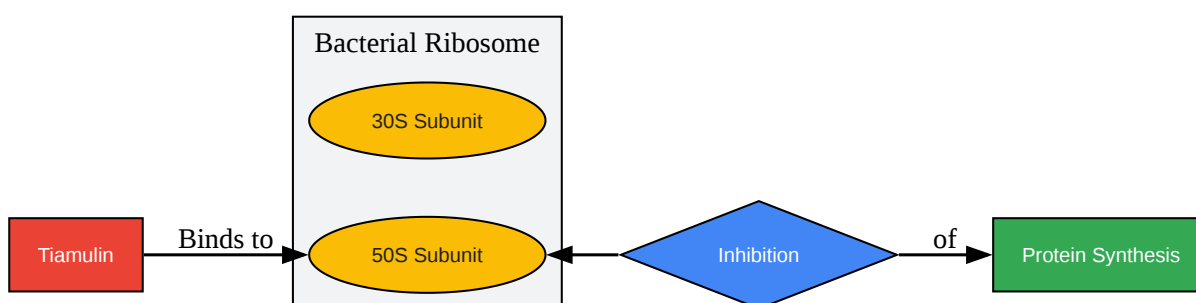 Bacterial Ribosome
30S Subunit
Tiamulin
Binds to
50S Subunit
Inhibition
of
Protein Synthesis